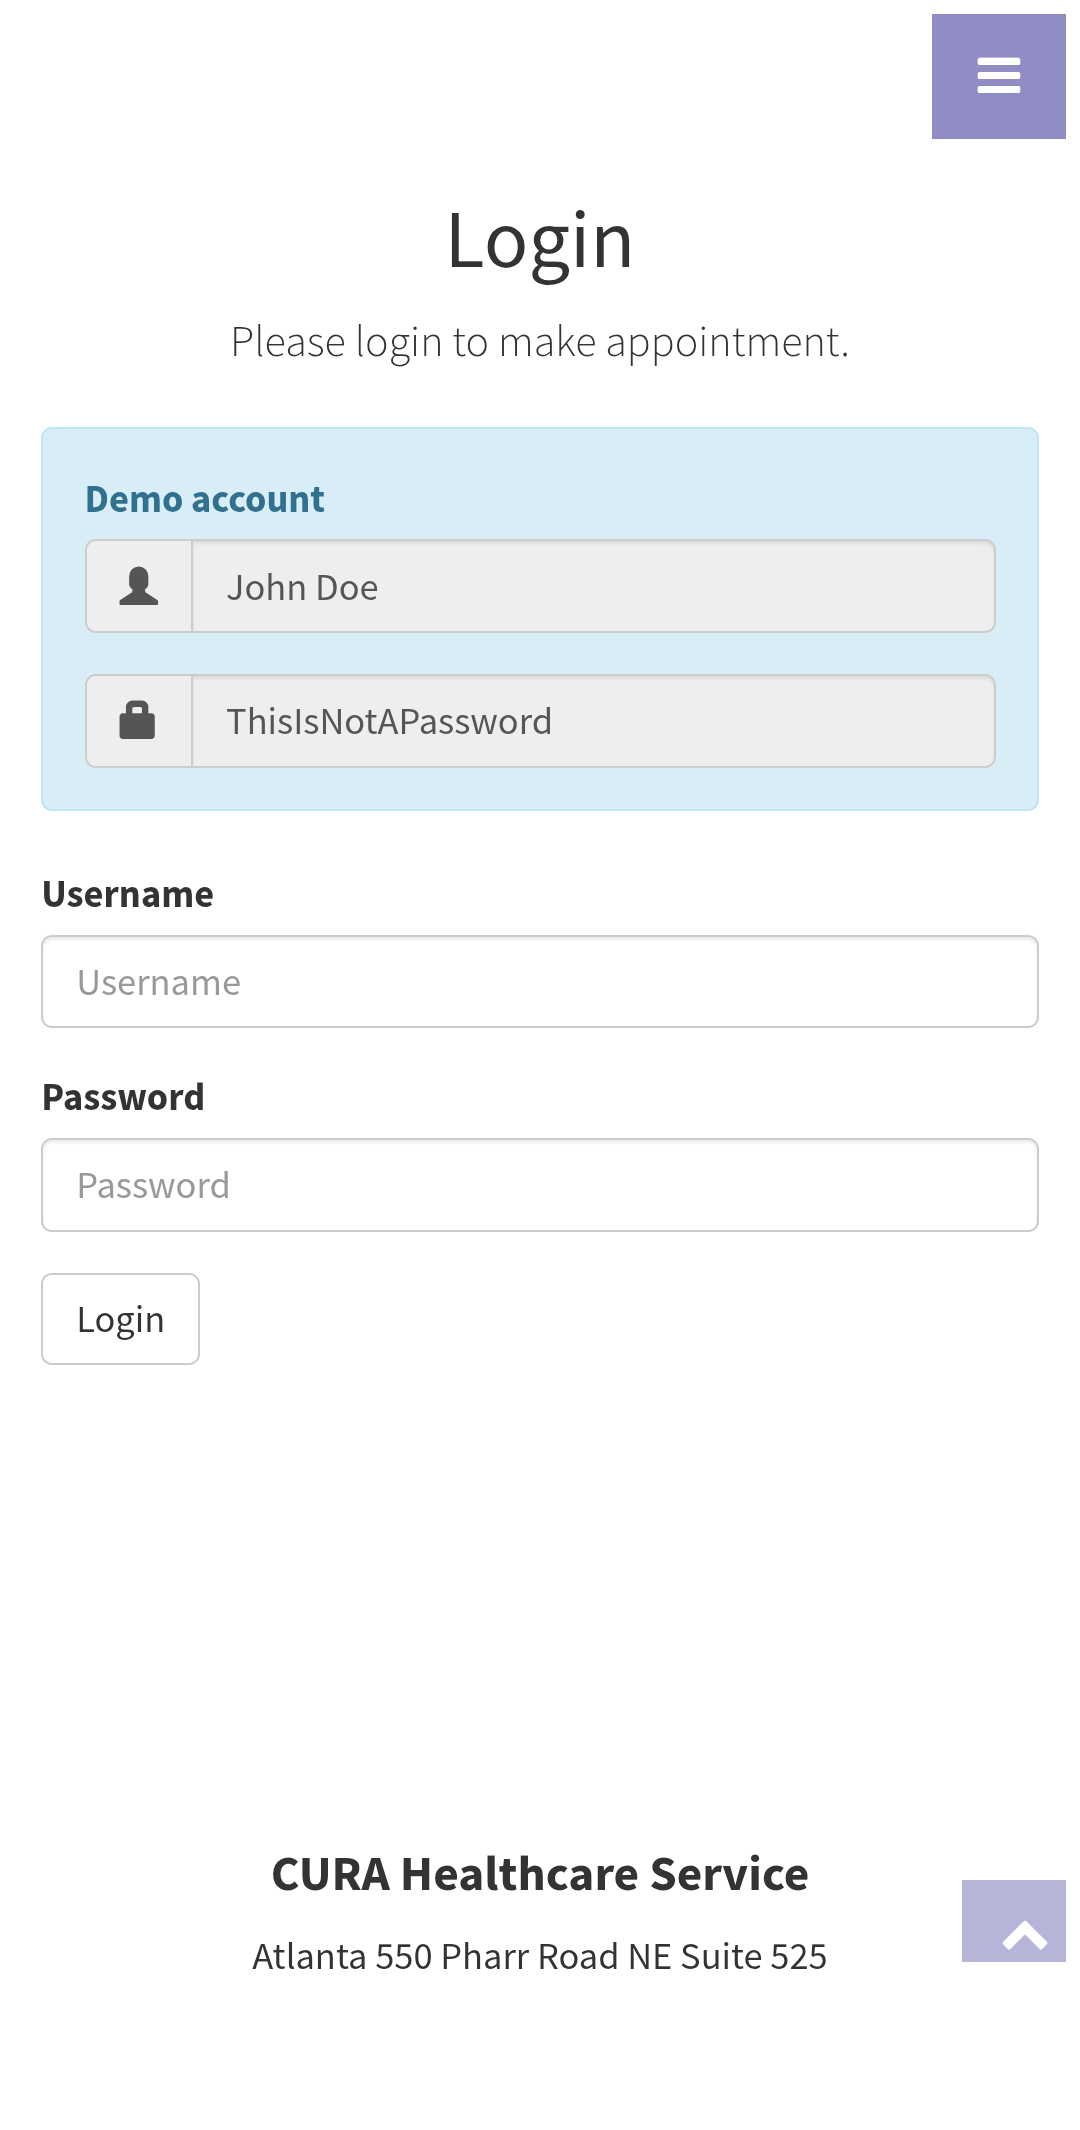 Login
Please login to make appointment.
Demo account
John Doe
ThisIsNotAPassword
Username
Username
Password
Password
Login
CURA Healthcare Service
Atlanta 550 Pharr Road NE Suite 525